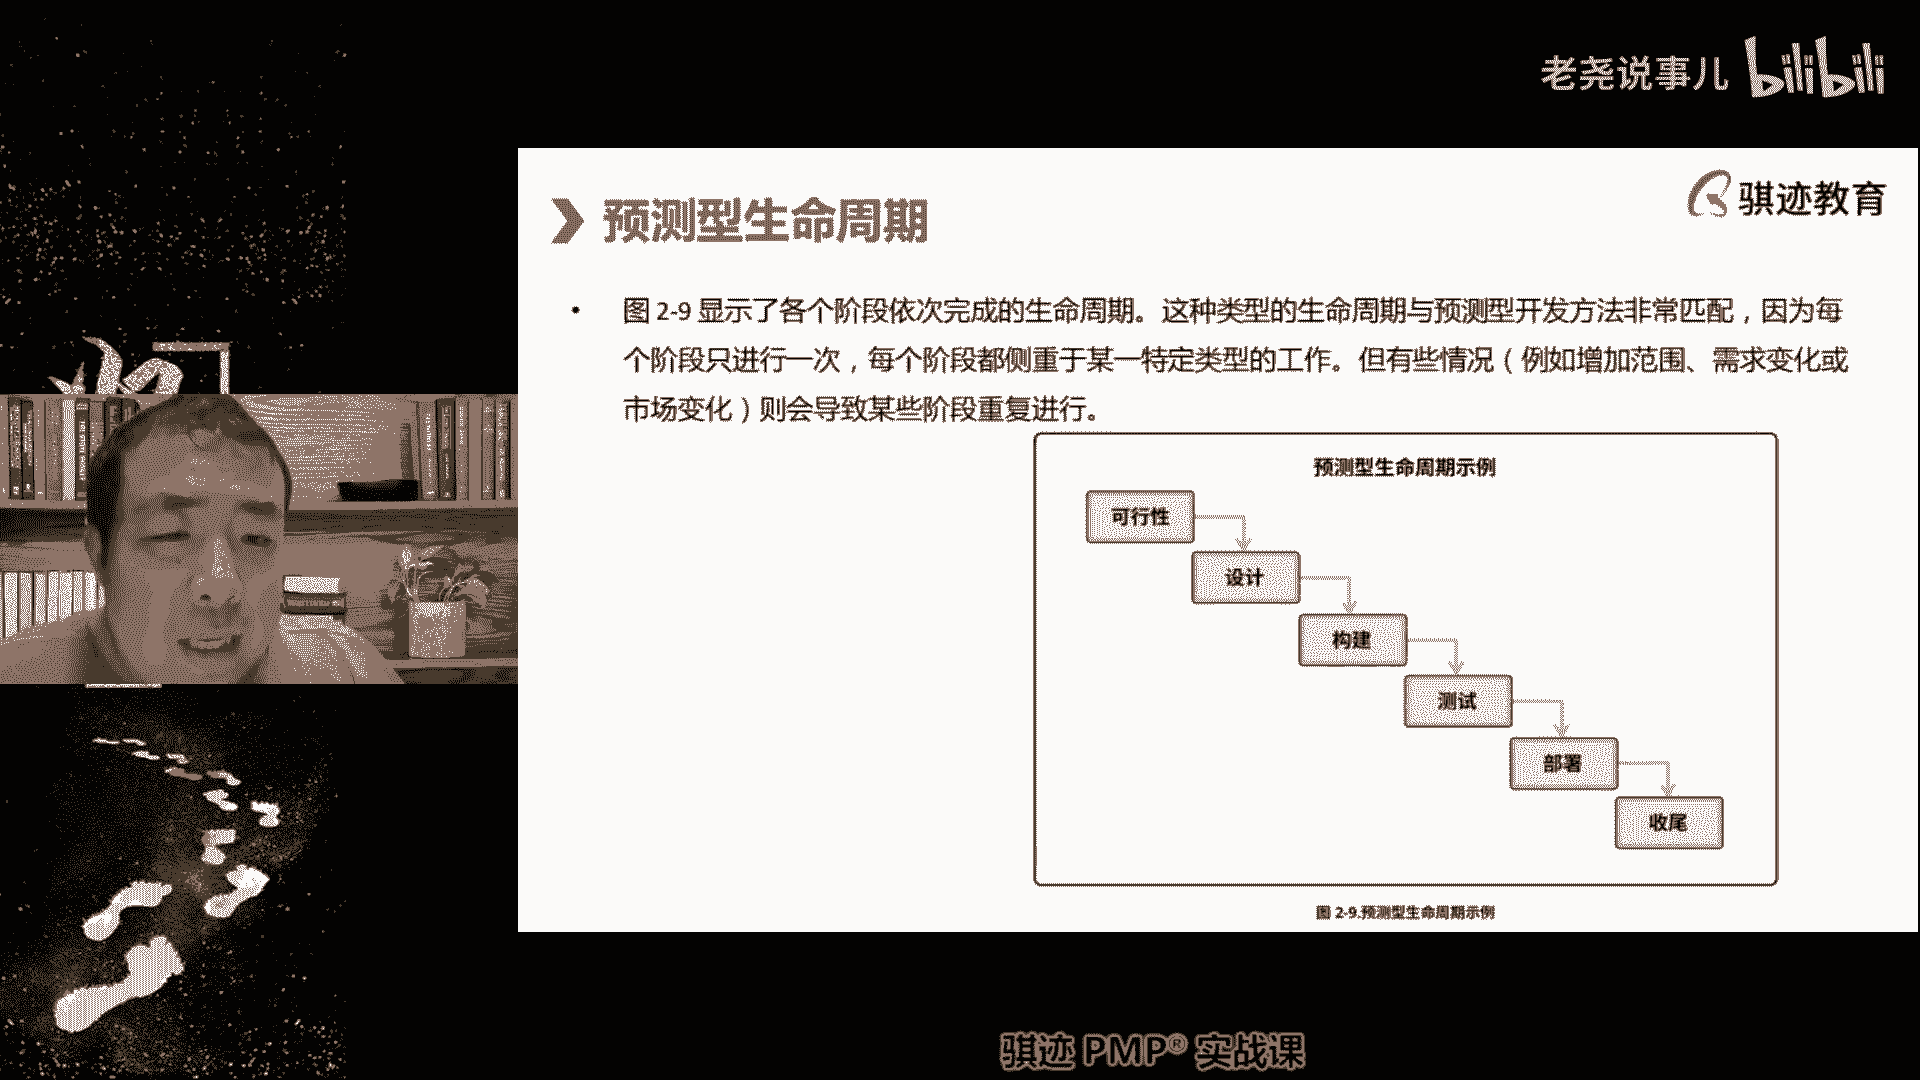 老尧说事儿 bilibili
骐迹教育
预测型生命周期
• 图 2-9 显示了各个阶段依次完成的生命周期。这种类型的生命周期与预测型开发方法非常匹配，因为每
个阶段只进行一次，每个阶段都侧重于某一特定类型的工作。但有些情况（例如增加范围、需求变化或
市场变化）则会导致某些阶段重复进行。
预测型生命周期示例
可行性
设计
构建
测试
部署
收尾
图 2-9.预测型生命周期示例
骐迹 PMP® 实战课